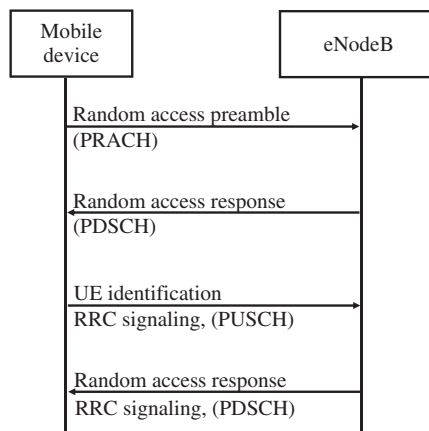 Mobile
device
eNodeB
Random access preamble
(PRACH)
Random access response
(PDSCH)
UE identification
RRC signaling, (PUSCH)
Random access response
RRC signaling, (PDSCH)